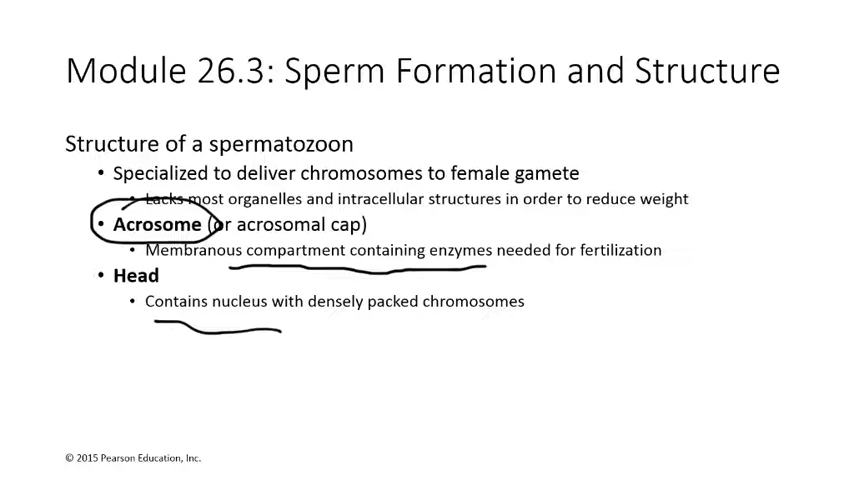 Module 26.3: Sperm Formation and Structure
Structure of a spermatozoon
• Specialized to deliver chromosomes to female gamete
• Lacks most organelles and intracellular structures in order to reduce weight
• Acrosome (or acrosomal cap)
• Membranous compartment containing enzymes needed for fertilization
• Head
• Contains nucleus with densely packed chromosomes
© 2015 Pearson Education, Inc.